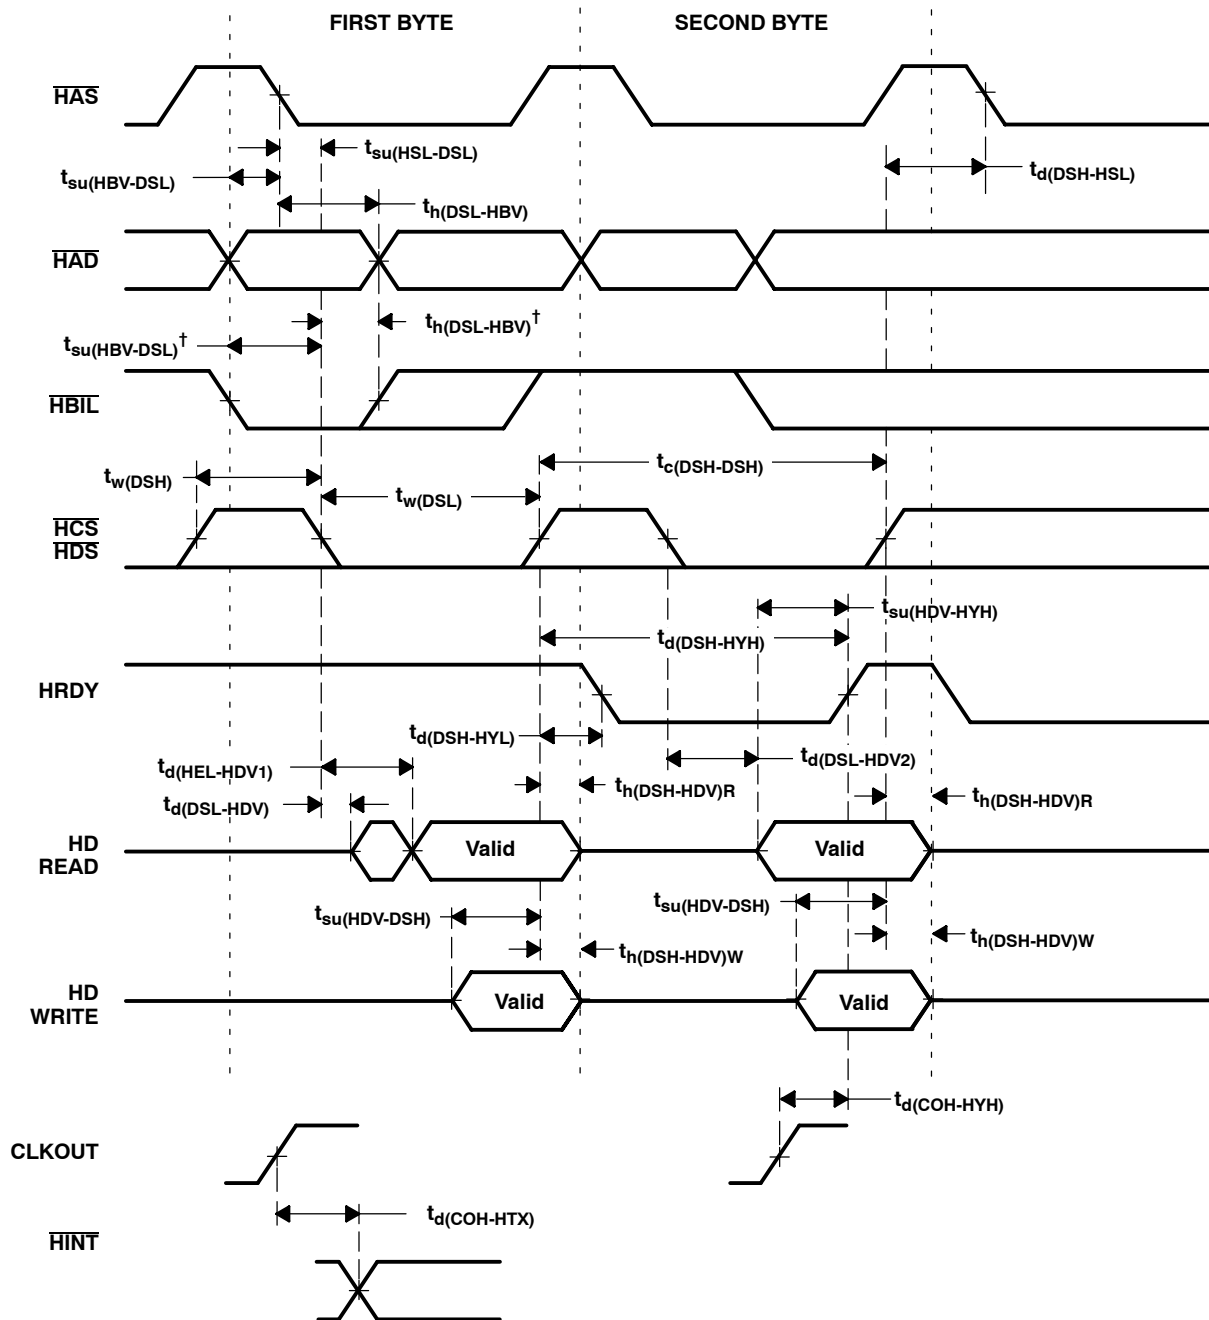 FIRST BYTE SECOND BYTE
HAS
tsu(HSL-DSL)
tsu(HBV-DSL)
td(DSH-HSL)
th(DSL-HBV)
HAD
th(DSL-HBV)†
tsu(HBV-DSL)†
HBIL
tc(DSH-DSH)
tw(DSH)
tw(DSL)
HCS
HDS
tsu(HDV-HYH)
td(DSH-HYH)
HRDY
td(DSH-HYL)
td(DSL-HDV2)
td(HEL-HDV1)
th(DSH-HDV)R
th(DSH-HDV)R
td(DSL-HDV)
HD
READ
Valid Valid
tsu(HDV-DSH)
tsu(HDV-DSH)
th(DSH-HDV)W
th(DSH-HDV)W
HD
WRITE
Valid Valid
td(COH-HYH)
CLKOUT
td(COH-HTX)
HINT